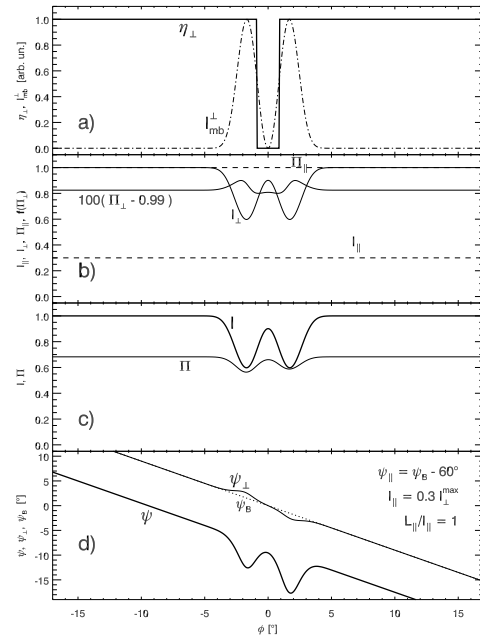 1.0
0.8
0.6
0.4
0.2
0.0
η⊥, I⊥mb [arb. un.]
η⊥
I⊥mb
a)
1.0
0.8
0.6
0.4
0.2
0.0
I∥, I⊥, Π∥, f(Π⊥)
Π∥
100(Π⊥ - 0.99)
I⊥
I∥
b)
1.0
0.8
0.6
0.4
0.2
0.0
I, Π
I
Π
c)
10
5
0
-5
-10
-15
ψ, ψ⊥, ψB [°]
ψ⊥
ψB
ψ
ψ∥ = ψB - 60°
I∥ = 0.3 I⊥max
L∥/I∥ = 1
d)
-15
-10
-5
0
5
10
15
ϕ [°]